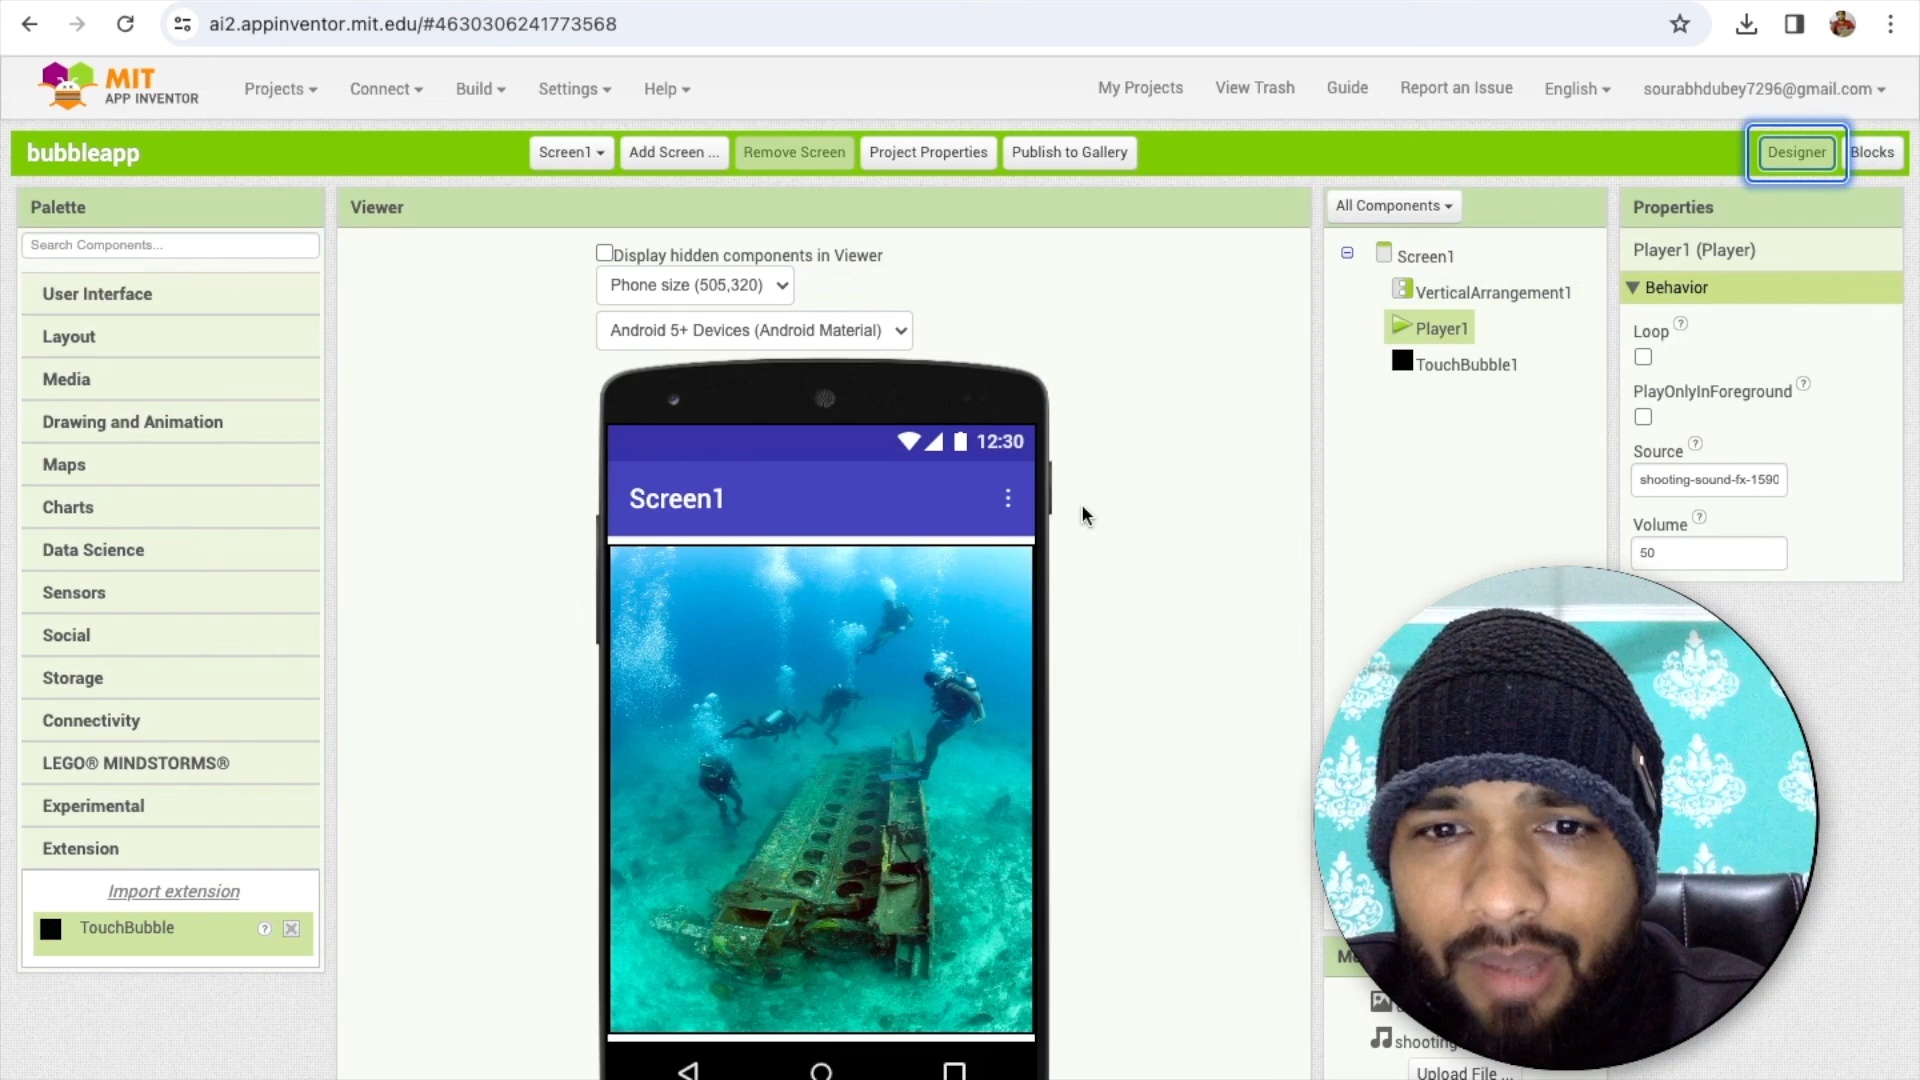 ai2.appinventor.mit.edu/#4630306241773568
MIT
APP INVENTOR
Projects
Connect
Build
Settings
Help
My Projects
View Trash
Guide
Report an Issue
English
sourabhdubey7296@gmail.com
bubbleapp
Screen1
Add Screen ...
Remove Screen
Project Properties
Publish to Gallery
Designer
Blocks
Palette
Search Components...
User Interface
Layout
Media
Drawing and Animation
Maps
Charts
Data Science
Sensors
Social
Storage
Connectivity
LEGO® MINDSTORMS®
Experimental
Extension
Import extension
TouchBubble
?
Viewer
Display hidden components in Viewer
Phone size (505,320)
Android 5+ Devices (Android Material)
12:30
Screen1
All Components
Screen1
VerticalArrangement1
Player1
TouchBubble1
shooting
Upload File ...
Properties
Player1 (Player)
Behavior
Loop ?
PlayOnlyInForeground ?
Source ?
shooting-sound-fx-1590
Volume ?
50